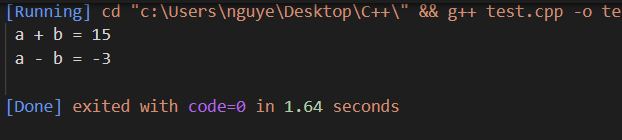 [Running] cd "c:\Users\nguye\Desktop\C++\" && g++ test.cpp -o te
a + b = 15
a - b = -3
[Done] exited with code=0 in 1.64 seconds